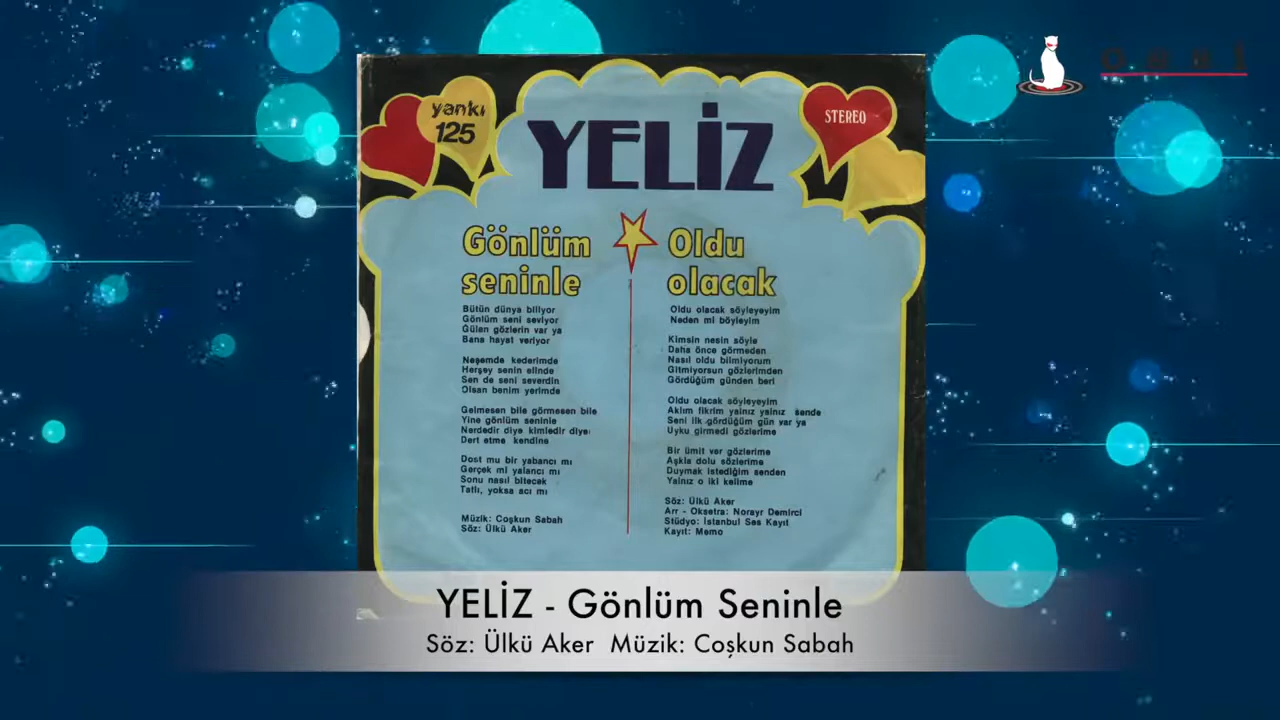 yankı
125
YELİZ
STEREO
Gönlüm
seninle
Bütün dünya biliyor
Gönlüm seni seviyor
Gülen gözlerin var ya
Bana hayat veriyor
Neşemde kederimde
Herşey senin elinde
Sen de seni severdin
Olsan benim yerimde
Gelmesen bile görmesen bile
Yine gönlüm seninle
Nerdedir diye kimledir diye
Dert etme kendine
Dost mu bir yabancı mı
Gerçek mi yalancı mı
Sonu nasıl bitecek
Tatlı, yoksa acı mı
Müzik: Coşkun Sabah
Söz: Ülkü Aker
Oldu
olacak
Oldu olacak söyleyeyim
Neden mi böyleyim
Kimsin nesin söyle
Daha önce görmeden
Nasıl oldu bilmiyorum
Gitmiyorsun gözlerimden
Gördüğüm günden beri
Oldu olacak söyleyeyim
Aklım fikrim yalnız yalnız sende
Seni ilk gördüğüm gün var ya
Uyku girmedi gözlerime
Bir ümit ver gözlerime
Aşkla dolu sözlerime
Duymak istediğim senden
Yalnız o iki kelime
Söz: Ülkü Aker
Arr - Oksetra: Norayr Demirci
Stüdyo: İstanbul Ses Kayıt
Kayıt: Memo
YELİZ - Gönlüm Seninle
Söz: Ülkü Aker Müzik: Coşkun Sabah